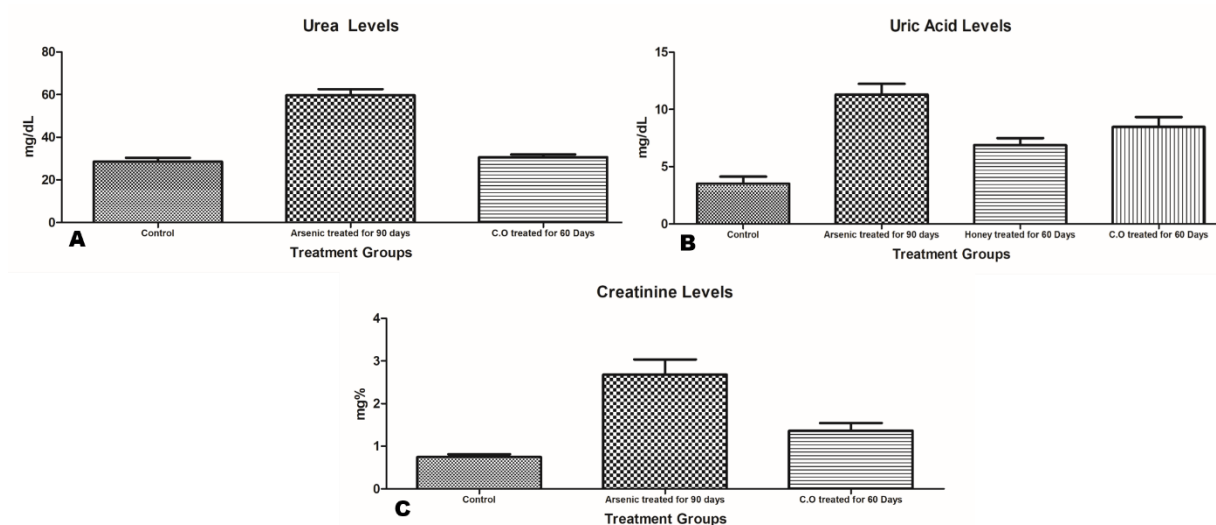 Urea Levels
mg/dL
80
60
40
20
0
Control
Arsenic treated for 90 days
C.O treated for 60 Days
Treatment Groups
A
Uric Acid Levels
mg/dL
15
10
5
0
Control
Arsenic treated for 90 days
Honey treated for 60 Days
C.O treated for 60 Days
Treatment Groups
B
Creatinine Levels
mg%
4
3
2
1
0
Control
Arsenic treated for 90 days
C.O treated for 60 Days
Treatment Groups
C